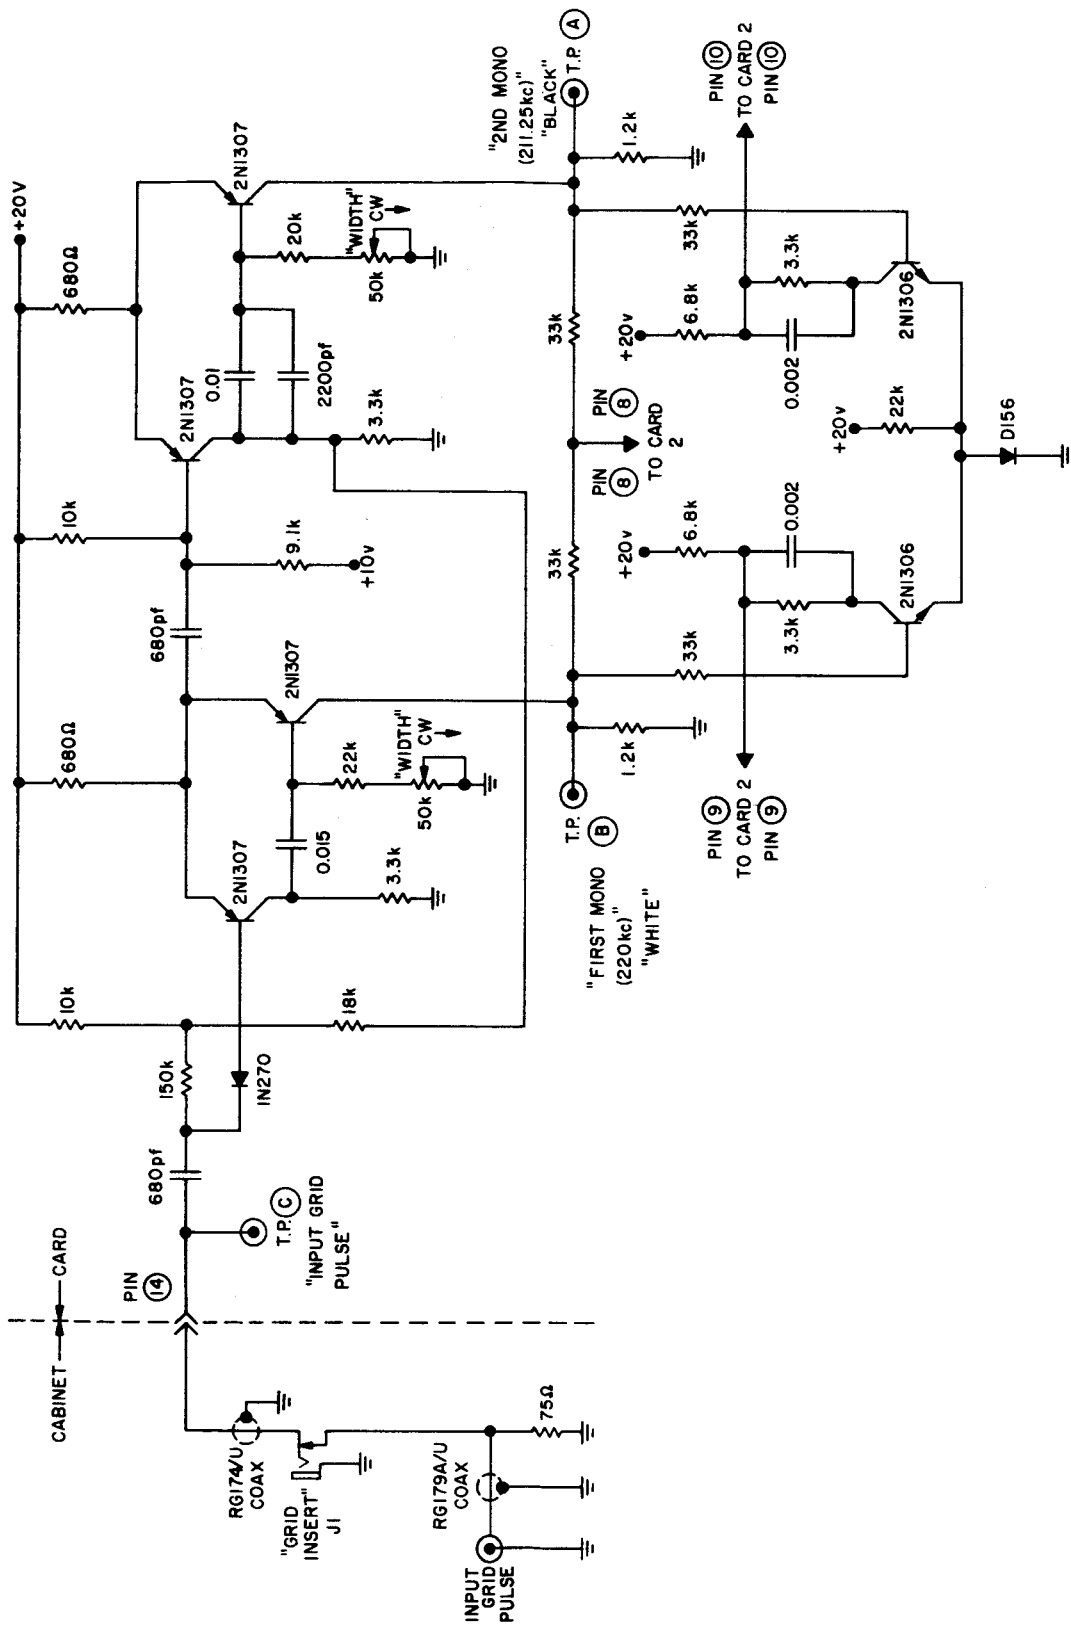 INPUT
GRID
PULSE
RG179A/U
COAX
75Ω
"GRID
INSERT"
J1
RG174/U
COAX
CABINET
CARD
PIN
14
T.P. C
"INPUT GRID
PULSE"
680pf
150k
1N270
10k
18k
2N1307
0.015
3.3k
680Ω
22k
"WIDTH"
CW
50k
2N1307
680pf
10k
9.1k
+10v
2N1307
0.01
2200pf
3.3k
680Ω
+20V
20k
"WIDTH"
CW
50k
2N1307
"FIRST MONO
(220kc)"
"WHITE"
T.P.
B
1.2k
33k
PIN
8
PIN
8
TO CARD
2
33k
"2ND MONO
(211.25kc)"
"BLACK"
T.P. A
1.2k
PIN 9
TO CARD 2
PIN 9
33k
+20v
6.8k
3.3k
0.002
2N1306
+20v
22k
D156
+20v
6.8k
0.002
3.3k
33k
2N1306
PIN 10
TO CARD 2
PIN 10